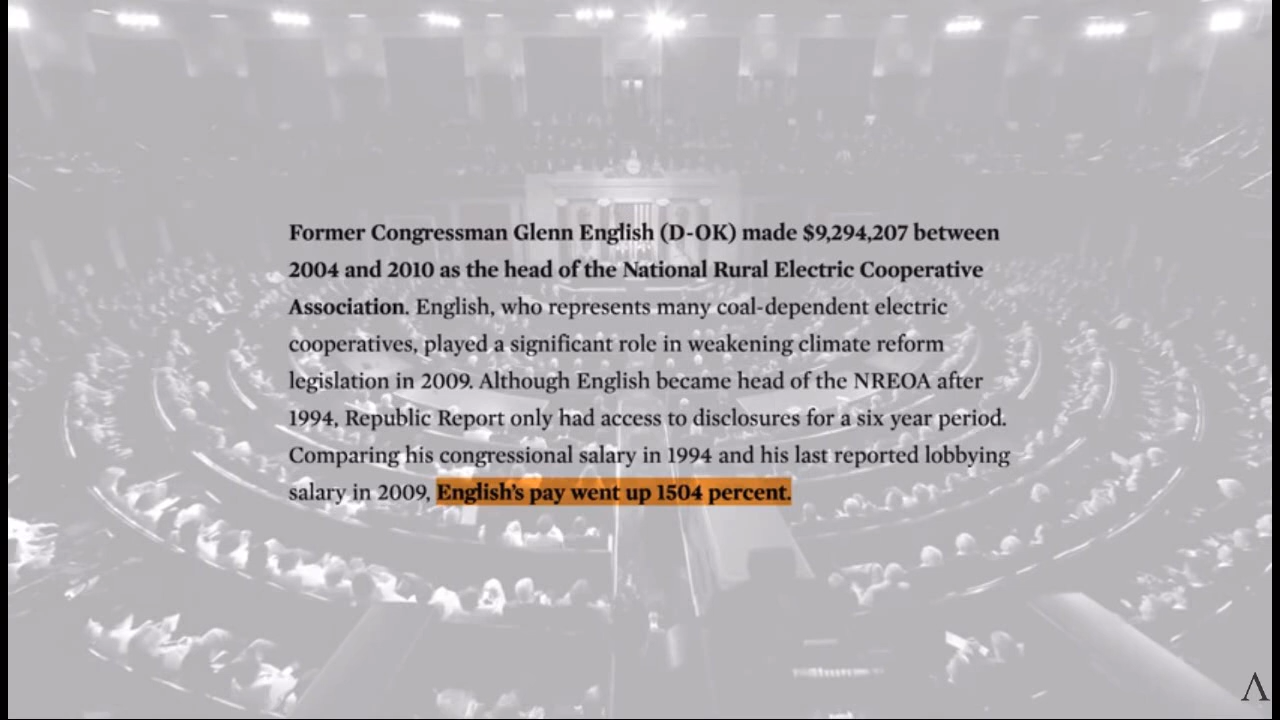 Former Congressman Glenn English (D-OK) made $9,294,207 between
2004 and 2010 as the head of the National Rural Electric Cooperative
Association. English, who represents many coal-dependent electric
cooperatives, played a significant role in weakening climate reform
legislation in 2009. Although English became head of the NREOA after
1994, Republic Report only had access to disclosures for a six year period.
Comparing his congressional salary in 1994 and his last reported lobbying
salary in 2009, English's pay went up 1504 percent.